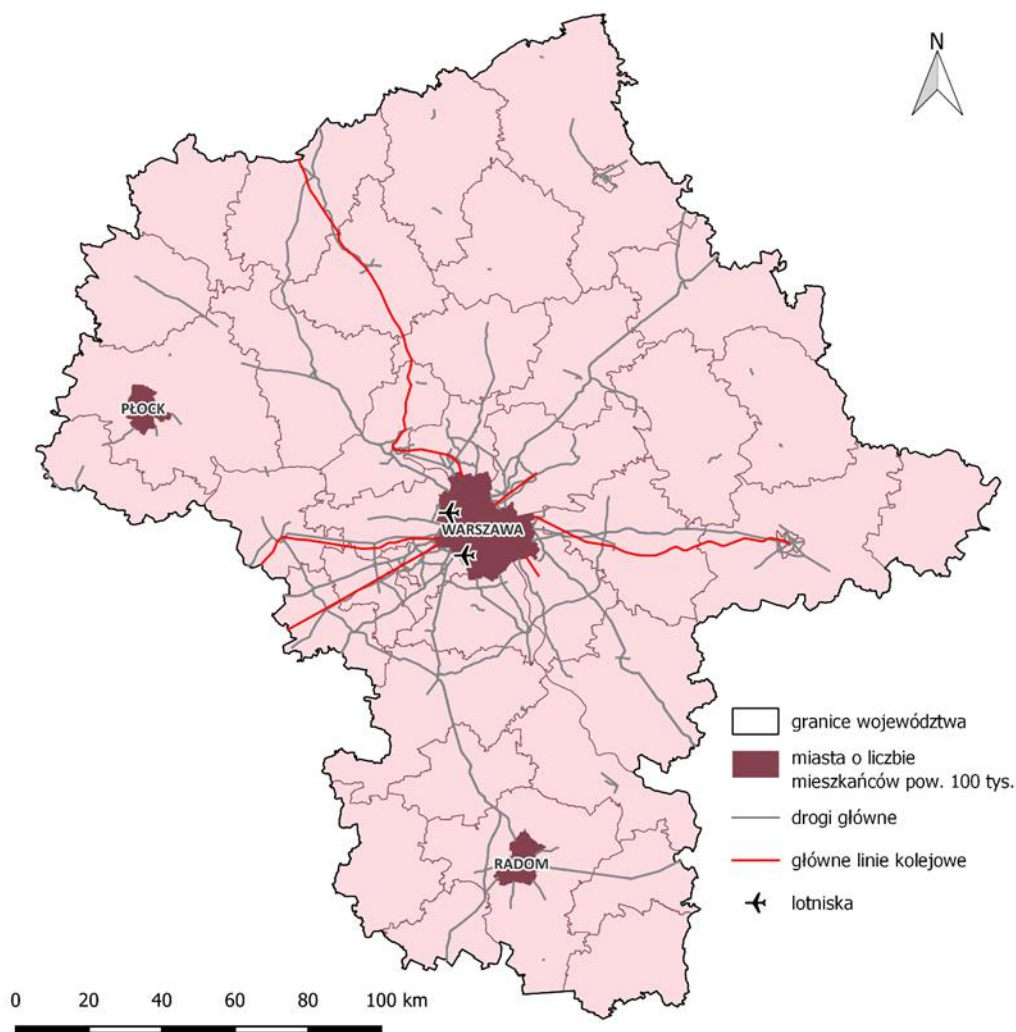 N
PŁOCK
WARSZAWA
granice województwa
miasta o liczbie
mieszkańców pow. 100 tys.
drogi główne
RADOM
główne linie kolejowe
lotniska
0 20 40 60 80 100 km